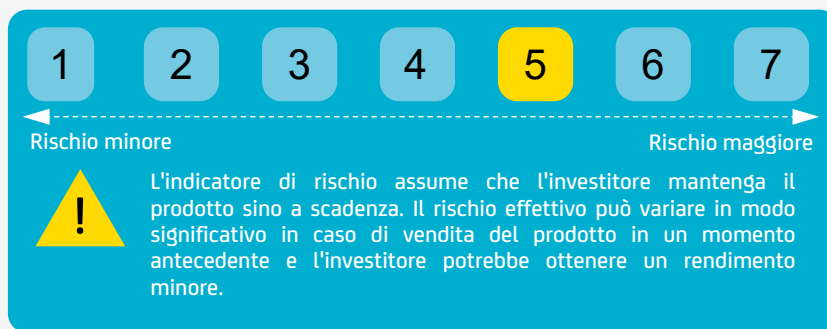 1 2 3 4 5 6 7
Rischio minore Rischio maggiore
!
L'indicatore di rischio assume che l'investitore mantenga il
prodotto sino a scadenza. Il rischio effettivo può variare in modo
significativo in caso di vendita del prodotto in un momento
antecedente e l'investitore potrebbe ottenere un rendimento
minore.